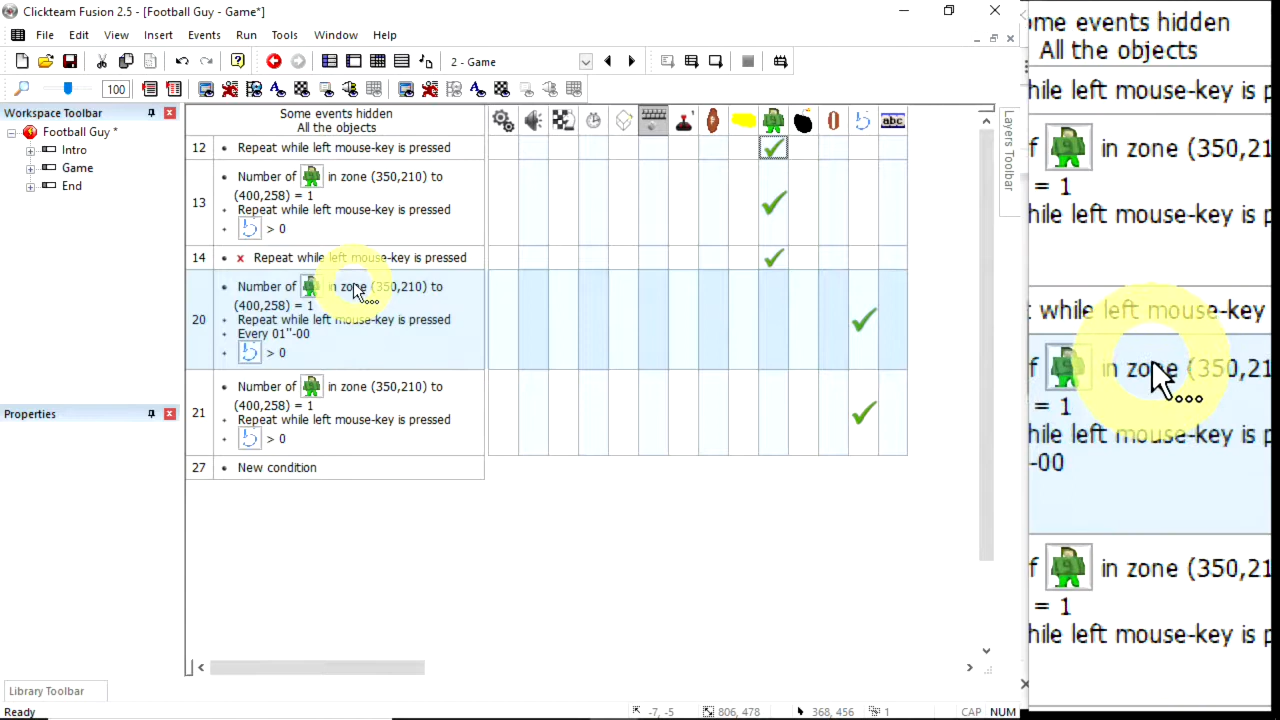 Clickteam Fusion 2.5 - [Football Guy - Game*]
File Edit View Insert Events Run Tools Window Help
2 - Game
100
Workspace Toolbar
Football Guy *
Intro
Game
End
Properties
Library Toolbar
Ready
Some events hidden
All the objects
abc
12 Repeat while left mouse-key is pressed
Number of in zone (350,210) to
(400,258) = 1
13 Repeat while left mouse-key is pressed
> 0
14 x Repeat while left mouse-key is pressed
Number of in zone (350,210) to
(400,258) = 1
20 Repeat while left mouse-key is pressed
Every 01"-00
> 0
Number of in zone (350,210) to
(400,258) = 1
21 Repeat while left mouse-key is pressed
> 0
27 New condition
Layers Toolbar
-7, -5 806, 478 368, 456 1 CAP NUM
ome events hidden
All the objects
hile left mouse-key is p
f in zone (350,210
= 1
hile left mouse-key is p
t while left mouse-key
f in zone (350,21
= 1
hile left mouse-key is p
-00
f in zone (350,21
= 1
hile left mouse-key is p